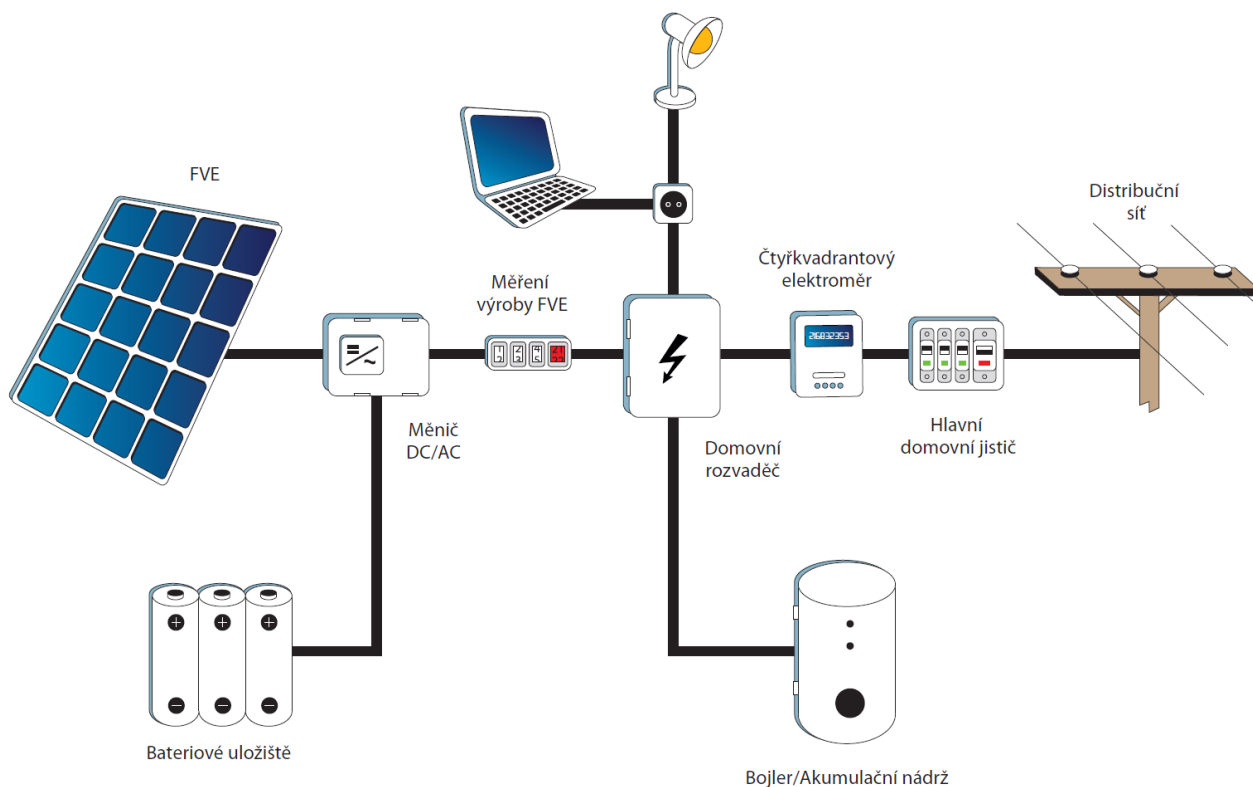 FVE
Distribuční
síť
Čtyřkvadrantový
elektroměr
Měření
výroby FVE
Měnič
DC/AC
Domovní
rozvaděč
Hlavní
domovní jistič
Bateriové uložiště
Bojler/Akumulační nádrž